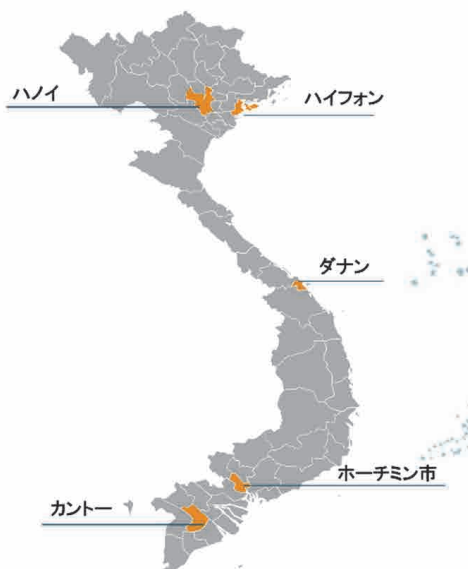 ハノイ
ハイフォン
ダナン
ホーチミン市
カントー